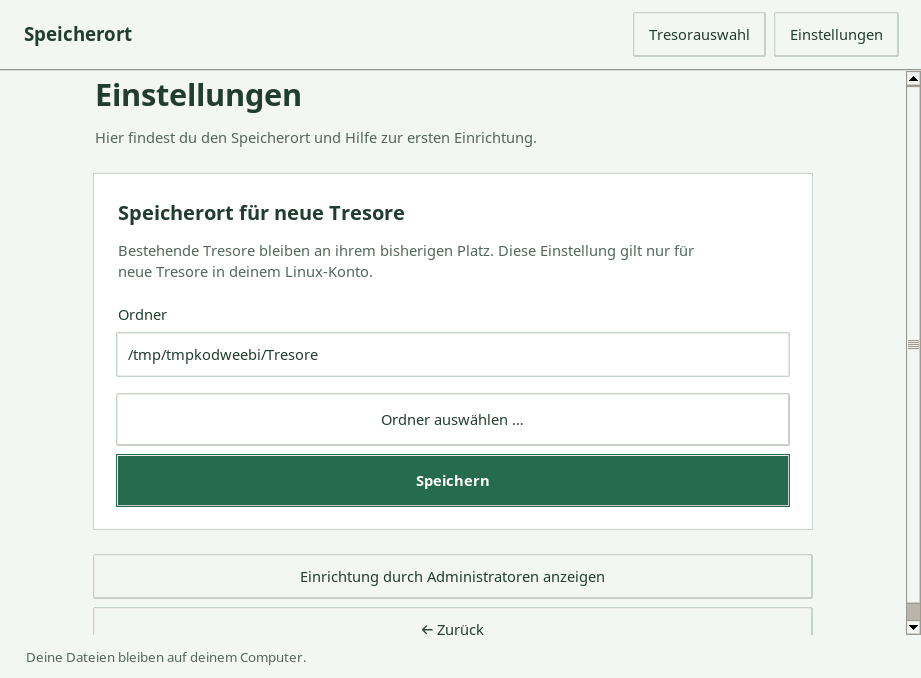 Speicherort
Tresorauswahl
Einstellungen
Einstellungen
Hier findest du den Speicherort und Hilfe zur ersten Einrichtung.
Speicherort für neue Tresore
Bestehende Tresore bleiben an ihrem bisherigen Platz. Diese Einstellung gilt nur für
neue Tresore in deinem Linux-Konto.
Ordner
/tmp/tmpkodweebi/Tresore
Ordner auswählen ...
Speichern
Einrichtung durch Administratoren anzeigen
← Zurück
Deine Dateien bleiben auf deinem Computer.